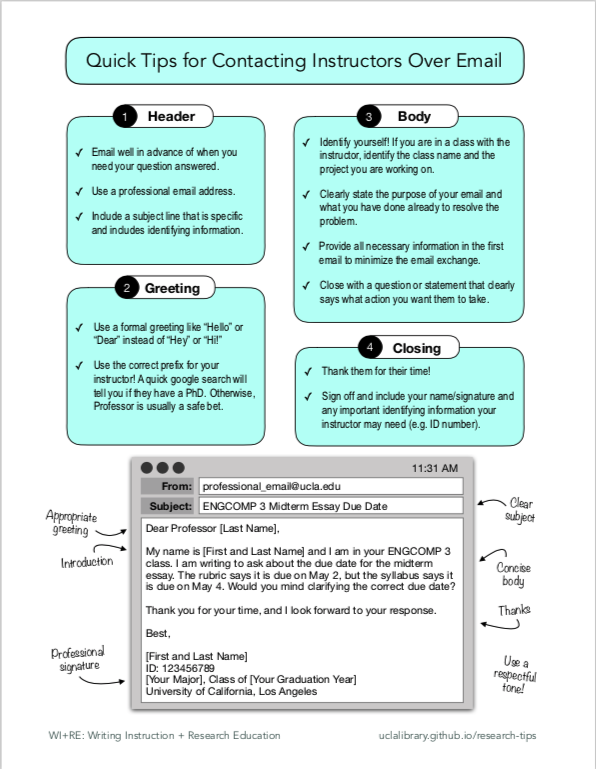 Quick Tips for Contacting Instructors Over Email
1 Header
✓ Email well in advance of when you
need your question answered.
✓ Use a professional email address.
✓ Include a subject line that is specific
and includes identifying information.
2 Greeting
✓ Use a formal greeting like “Hello” or
“Dear” instead of “Hey” or “Hi!”
✓ Use the correct prefix for your
instructor! A quick google search will
tell you if they have a PhD. Otherwise,
Professor is usually a safe bet.
3 Body
✓ Identify yourself! If you are in a class with the
instructor, identify the class name and the
project you are working on.
✓ Clearly state the purpose of your email and
what you have done already to resolve the
problem.
✓ Provide all necessary information in the first
email to minimize the email exchange.
✓ Close with a question or statement that clearly
says what action you want them to take.
4 Closing
✓ Thank them for their time!
✓ Sign off and include your name/signature and
any important identifying information your
instructor may need (e.g. ID number).
11:31 AM
From: professional_email@ucla.edu
Subject: ENGCOMP 3 Midterm Essay Due Date
Dear Professor [Last Name],
My name is [First and Last Name] and I am in your ENGCOMP 3
class. I am writing to ask about the due date for the midterm
essay. The rubric says it is due on May 2, but the syllabus says it
is due on May 4. Would you mind clarifying the correct due date?
Thank you for your time, and I look forward to your response.
Best,
[First and Last Name]
ID: 123456789
[Your Major], Class of [Your Graduation Year]
University of California, Los Angeles
Appropriate
greeting
Introduction
Professional
signature
Clear
subject
Concise
body
Thanks
Use a
respectful
tone!
WI+RE: Writing Instruction + Research Education
uclalibrary.github.io/research-tips